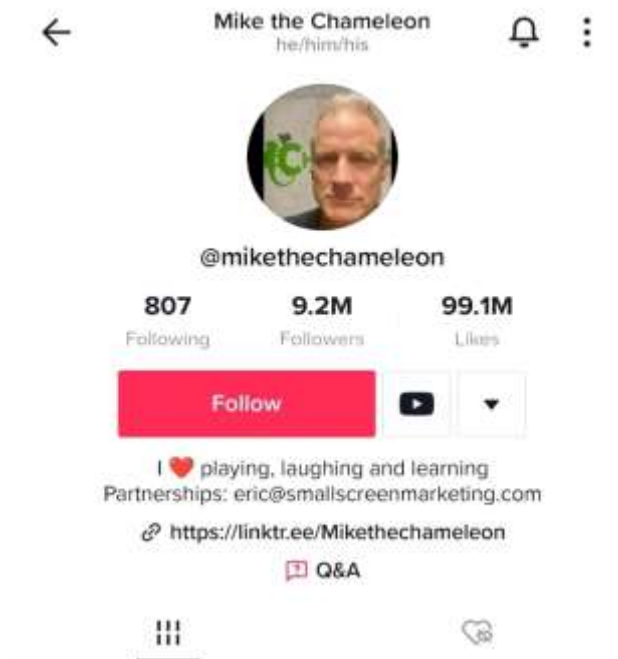 Mike the Chameleon
he/him/his
@mikethechameleon
807 9.2M 99.1M
Following Followers Likes
Follow
I ❤️ playing, laughing and learning
Partnerships: eric@smallscreenmarketing.com
https://linktr.ee/Mikethechameleon
Q&A